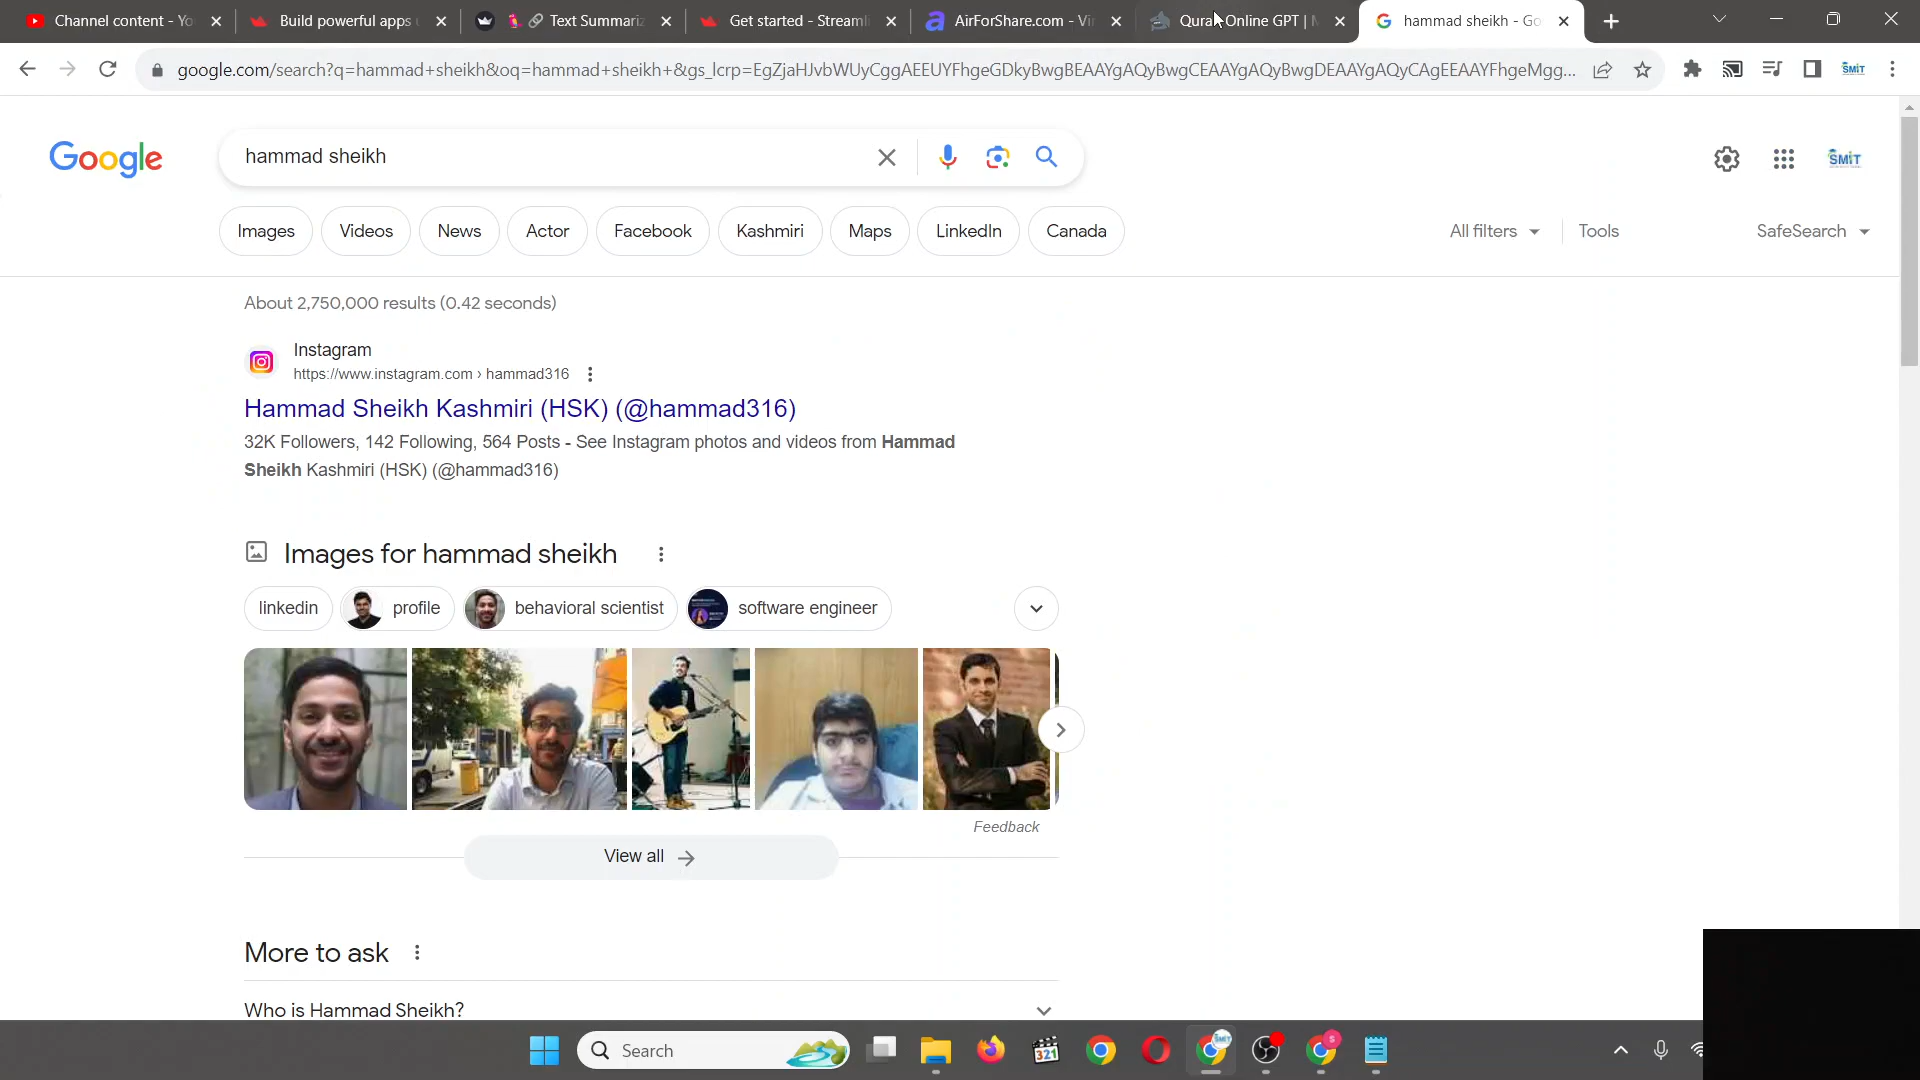 Channel content - Yo
Build powerful apps
Text Summariz
Get started - Streamli
AirForShare.com - Vir
Online GPT | M
hammad sheikh - Go
google.com/search?q=hammad+sheikh&oq=hammad+sheikh+&gs_lcrp=EgZjaHJvbWUyCggAEEUYFhgeGDkyBwgBEAAYgAQyBwgCEAAYgAQyBwgDEAAYgAQyCAgEEAAYFhgeMgg...
SMIT
Google
hammad sheikh
SMIT
Images
Videos
News
Actor
Facebook
Kashmiri
Maps
LinkedIn
Canada
All filters
Tools
SafeSearch
About 2,750,000 results (0.42 seconds)
Instagram
https://www.instagram.com › hammad316
Hammad Sheikh Kashmiri (HSK) (@hammad316)
32K Followers, 142 Following, 564 Posts - See Instagram photos and videos from Hammad
Sheikh Kashmiri (HSK) (@hammad316)
Images for hammad sheikh
linkedin
profile
behavioral scientist
software engineer
Feedback
View all
More to ask
Who is Hammad Sheikh?
Search
321
SMIT
S